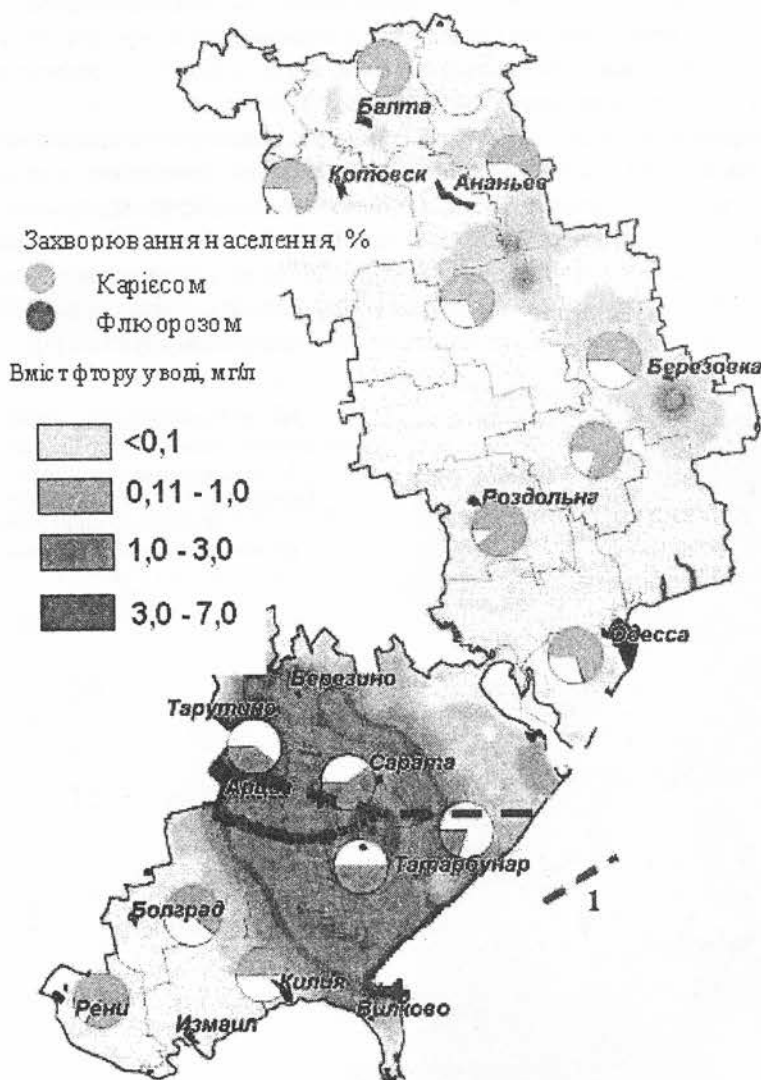 Балта
Котовск
Ананьев
Захворювання населення, %
Карієсом
Флюорозом
Вміст фтору у воді, мг/л
Березовка
<0,1
0,11 - 1,0
Роздольна
1,0 - 3,0
3,0 - 7,0
Одесса
Березино
Тарутино
Сарата
Арциз
Татарбунар
1
Болград
Килия
Рени
Вилково
Измаил